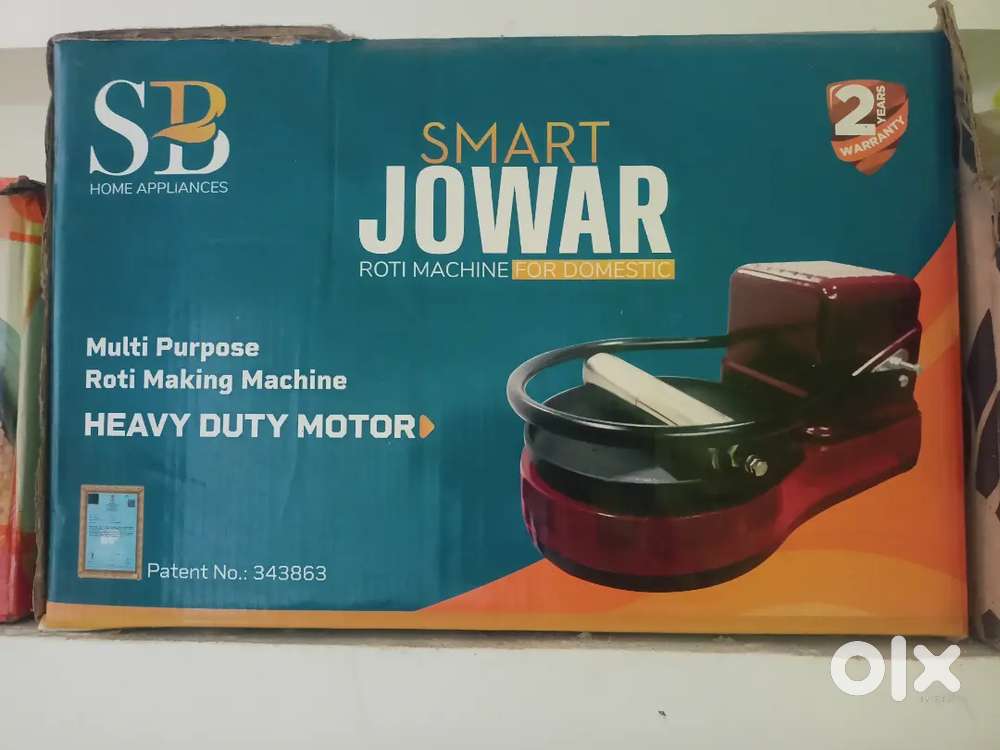 SB
HOME APPLIANCES
SMART
JOWAR
ROTI MACHINE FOR DOMESTIC
2 YEARS
WARRANTY
Multi Purpose
Roti Making Machine
HEAVY DUTY MOTOR
Patent No.: 343863
olx